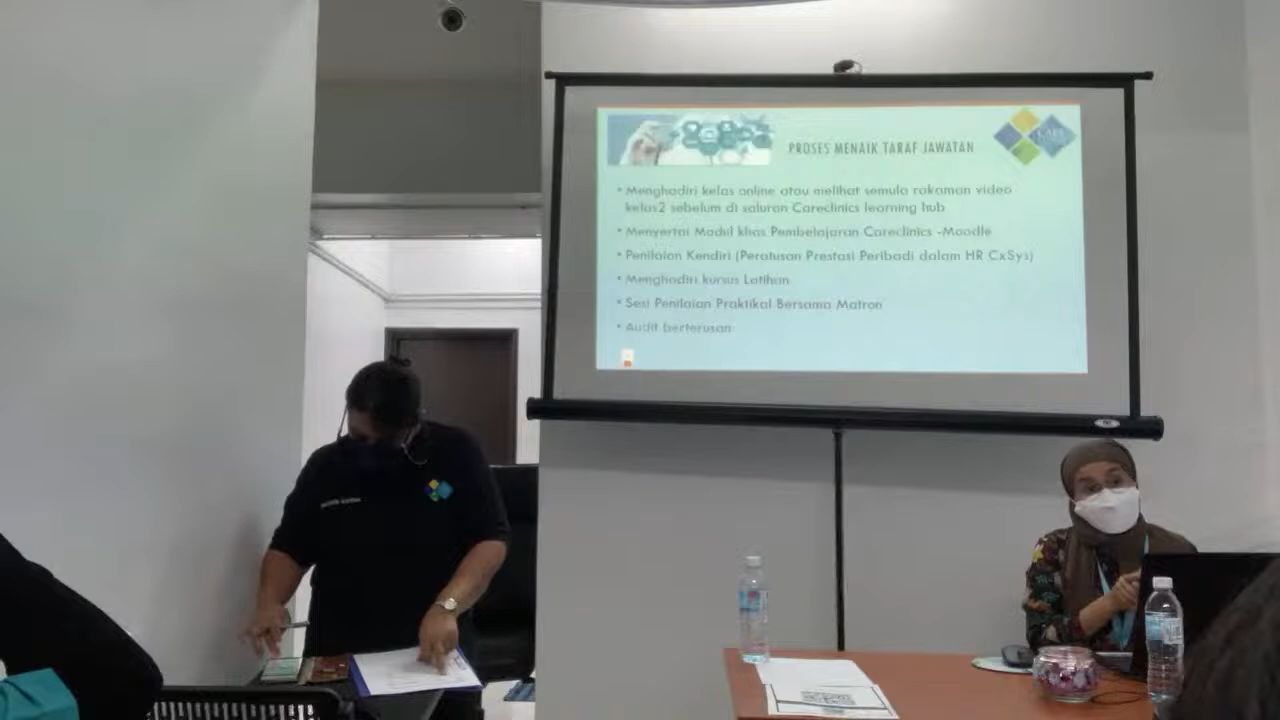 PROSES MENAIK TARAF JAWATAN
• Menghadiri kelas online atau melihat semula rakaman video
kelas2 sebelum di saluran Careclinics learning hub
• Menyertai Modul khas Pembelajaran Careclinics -Moodle
• Penilaian Kendiri (Peratusan Prestasi Peribadi dalam HR CxSys)
• Menghadiri kursus Latihan
• Sesi Penilaian Praktikal Bersama Matron
• Audit berterusan